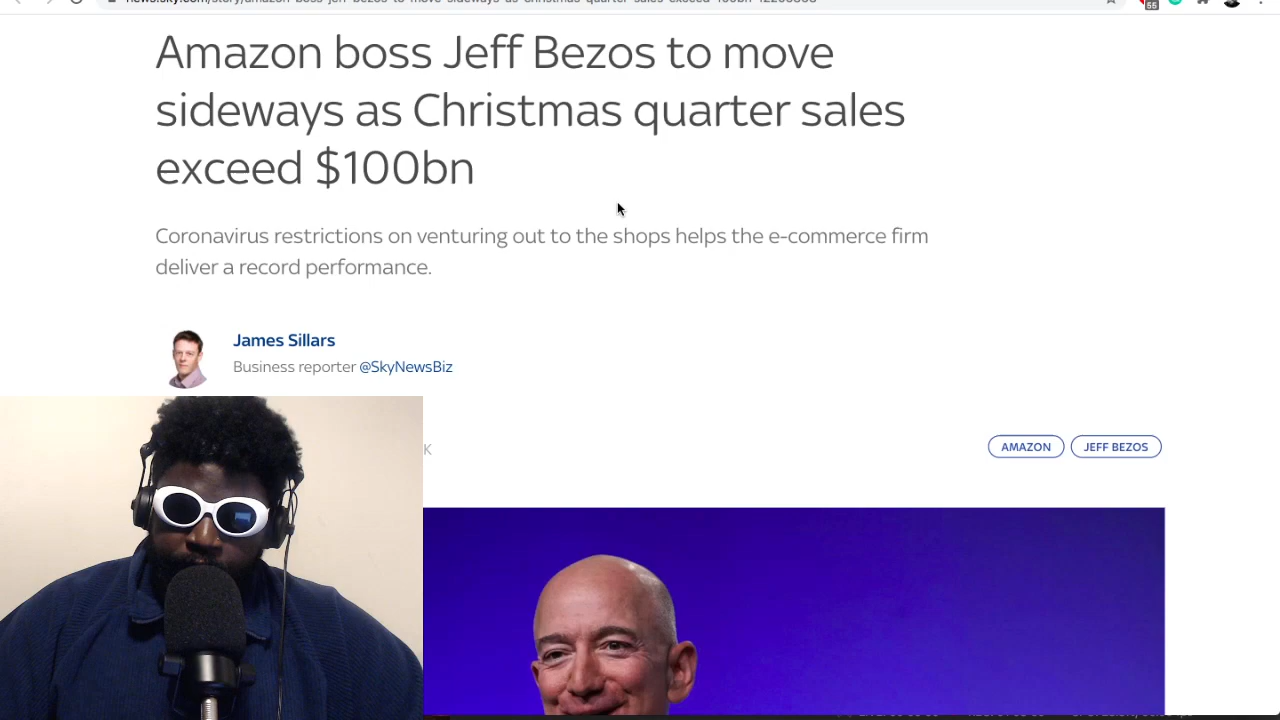 Amazon boss Jeff Bezos to move
sideways as Christmas quarter sales
exceed $100bn
Coronavirus restrictions on venturing out to the shops helps the e-commerce firm
deliver a record performance.
James Sillars
Business reporter @SkyNewsBiz
K
AMAZON
JEFF BEZOS
55